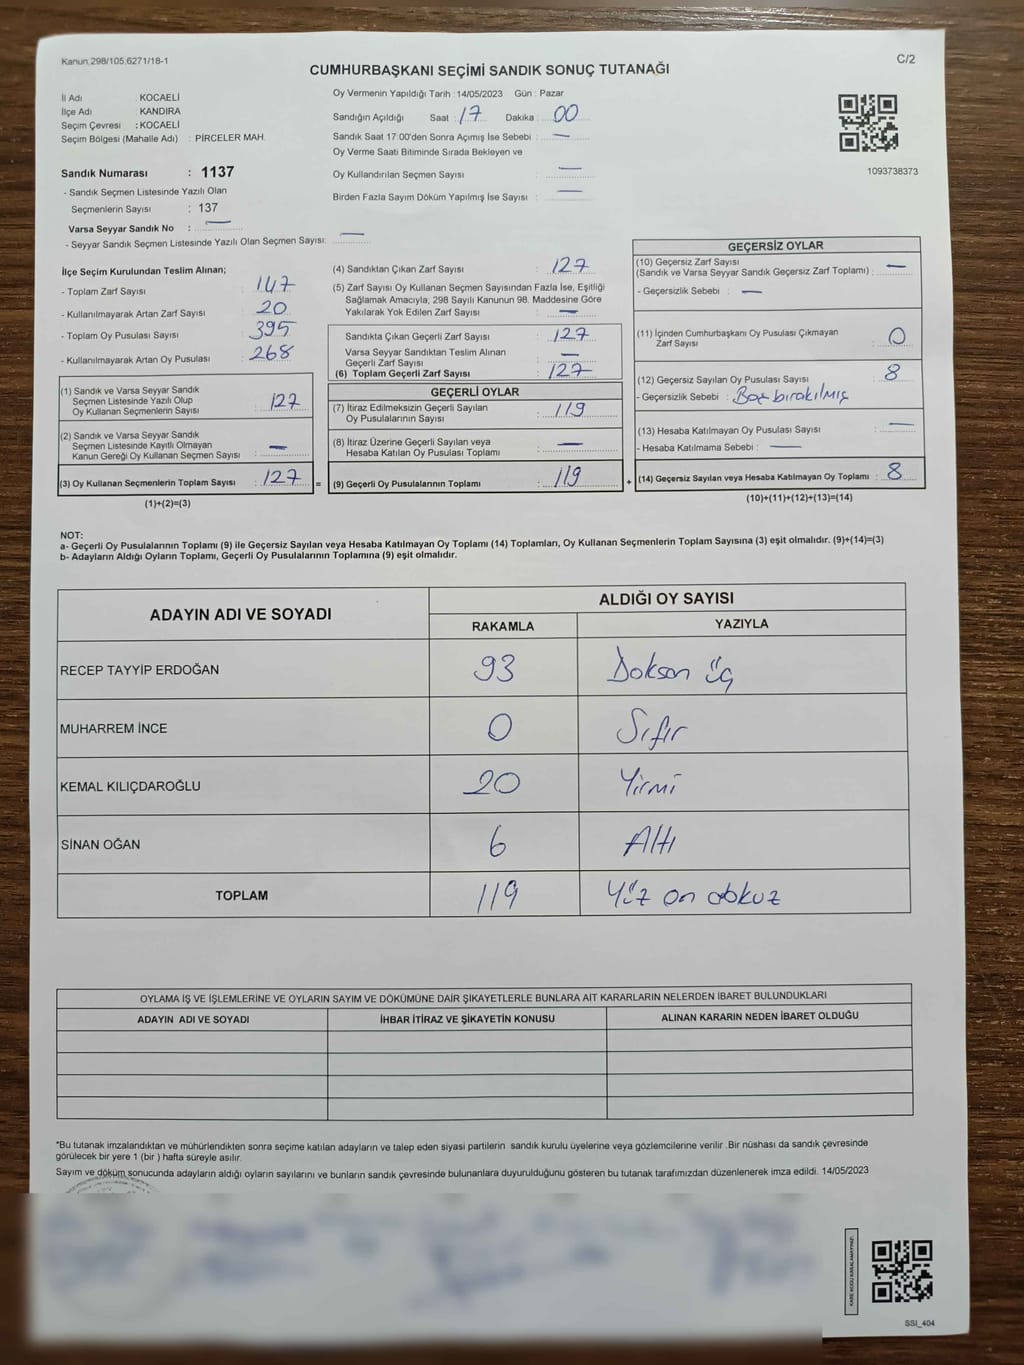 Kanun.298/105.6271/18-1
C/2
CUMHURBAŞKANI SEÇİMİ SANDIK SONUÇ TUTANAĞI
İl Adı : KOCAELİ
İlçe Adı : KANDIRA
Seçim Çevresi : KOCAELİ
Seçim Bölgesi (Mahalle Adı) : PİRCELER MAH.
Sandık Numarası : 1137
- Sandık Seçmen Listesinde Yazılı Olan
Seçmenlerin Sayısı : 137
Varsa Seyyar Sandık No : —
- Seyyar Sandık Seçmen Listesinde Yazılı Olan Seçmen Sayısı: —
Oy Vermenin Yapıldığı Tarih : 14/05/2023 Gün : Pazar
Sandığın Açıldığı Saat : 17 Dakika : 00
Sandık Saat 17:00'den Sonra Açımış İse Sebebi : —
Oy Verme Saati Bitiminde Sırada Bekleyen ve
Oy Kullandırılan Seçmen Sayısı : —
Birden Fazla Sayım Döküm Yapılmış İse Sayısı : —
1093738373
İlçe Seçim Kurulundan Teslim Alınan;
- Toplam Zarf Sayısı : 147
- Kullanılmayarak Artan Zarf Sayısı : 20
- Toplam Oy Pusulası Sayısı : 395
- Kullanılmayarak Artan Oy Pusulası : 268
(1) Sandık ve Varsa Seyyar Sandık
Seçmen Listesinde Yazılı Olup
Oy Kullanan Seçmenlerin Sayısı : 127
(2) Sandık ve Varsa Seyyar Sandık
Seçmen Listesinde Kayıtlı Olmayan
Kanun Gereği Oy Kullanan Seçmen Sayısı : —
(3) Oy Kullanan Seçmenlerin Toplam Sayısı : 127 =
(1)+(2)=(3)
(4) Sandıktan Çıkan Zarf Sayısı : 127
(5) Zarf Sayısı Oy Kullanan Seçmen Sayısından Fazla İse, Eşitliği
Sağlamak Amacıyla, 298 Sayılı Kanunun 98. Maddesine Göre
Yakılarak Yok Edilen Zarf Sayısı : —
Sandıkta Çıkan Geçerli Zarf Sayısı : 127
Varsa Seyyar Sandıktan Teslim Alınan
Geçerli Zarf Sayısı : —
(6) Toplam Geçerli Zarf Sayısı : 127
GEÇERLİ OYLAR
(7) İtiraz Edilmeksizin Geçerli Sayılan
Oy Pusulalarının Sayısı : 119
(8) İtiraz Üzerine Geçerli Sayılan veya
Hesaba Katılan Oy Pusulası Toplamı : —
(9) Geçerli Oy Pusulalarının Toplamı : 119 +
GEÇERSİZ OYLAR
(10) Geçersiz Zarf Sayısı
(Sandık ve Varsa Seyyar Sandık Geçersiz Zarf Toplamı) : —
- Geçersizlik Sebebi : —
(11) İçinden Cumhurbaşkanı Oy Pusulası Çıkmayan
Zarf Sayısı : 0
(12) Geçersiz Sayılan Oy Pusulası Sayısı : 8
- Geçersizlik Sebebi : Boş bırakılmış
(13) Hesaba Katılmayan Oy Pusulası Sayısı : —
- Hesaba Katılmama Sebebi : —
(14) Geçersiz Sayılan veya Hesaba Katılmayan Oy Toplamı : 8
(10)+(11)+(12)+(13)=(14)
NOT:
a- Geçerli Oy Pusulalarının Toplamı (9) ile Geçersiz Sayılan veya Hesaba Katılmayan Oy Toplamı (14) Toplamları, Oy Kullanan Seçmenlerin Toplam Sayısına (3) eşit olmalıdır. (9)+(14)=(3)
b- Adayların Aldığı Oyların Toplamı, Geçerli Oy Pusulalarının Toplamına (9) eşit olmalıdır.
ADAYIN ADI VE SOYADI
ALDIĞI OY SAYISI
RAKAMLA YAZIYLA
RECEP TAYYİP ERDOĞAN 93 Doksan üç
MUHARREM İNCE 0 Sıfır
KEMAL KILIÇDAROĞLU 20 Yirmi
SİNAN OĞAN 6 Altı
TOPLAM 119 Yüz on dokuz
OYLAMA İŞ VE İŞLEMLERİNE VE OYLARIN SAYIM VE DÖKÜMÜNE DAİR ŞİKAYETLERLE BUNLARA AİT KARARLARIN NELERDEN İBARET BULUNDUKLARI
ADAYIN ADI VE SOYADI İHBAR İTİRAZ VE ŞİKAYETİN KONUSU ALINAN KARARIN NEDEN İBARET OLDUĞU
*Bu tutanak imzalandıktan ve mühürlendikten sonra seçime katılan adayların ve talep eden siyasi partilerin sandık kurulu üyelerine veya gözlemcilerine verilir .Bir nüshası da sandık çevresinde
görülecek bir yere 1 (bir ) hafta süreyle asılır.
Sayım ve döküm sonucunda adayların aldığı oyların sayılarını ve bunların sandık çevresinde bulunanlara duyurulduğunu gösteren bu tutanak tarafımızdan düzenlenerek imza edildi. 14/05/2023
KARE KODU KARALAMAYINIZ!
SSI_404